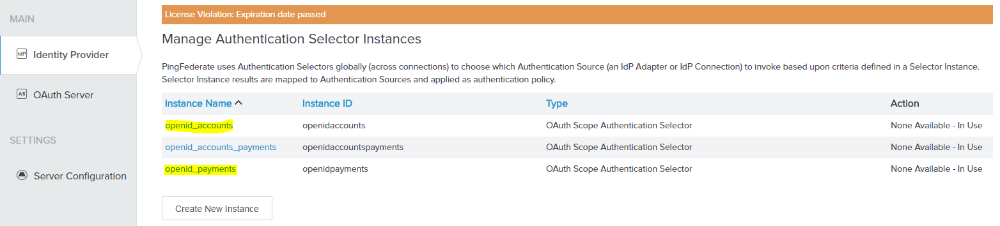 MAIN
IdP Identity Provider
AS OAuth Server
SETTINGS
Server Configuration
License Violation: Expiration date passed
Manage Authentication Selector Instances
PingFederate uses Authentication Selectors globally (across connections) to choose which Authentication Source (an IdP Adapter or IdP Connection) to invoke based upon criteria defined in a Selector Instance.
Selector Instance results are mapped to Authentication Sources and applied as authentication policy.
Instance Name Instance ID Type Action
openid_accounts openidaccounts OAuth Scope Authentication Selector None Available - In Use
openid_accounts_payments openidaccountspayments OAuth Scope Authentication Selector None Available - In Use
openid_payments openidpayments OAuth Scope Authentication Selector None Available - In Use
Create New Instance